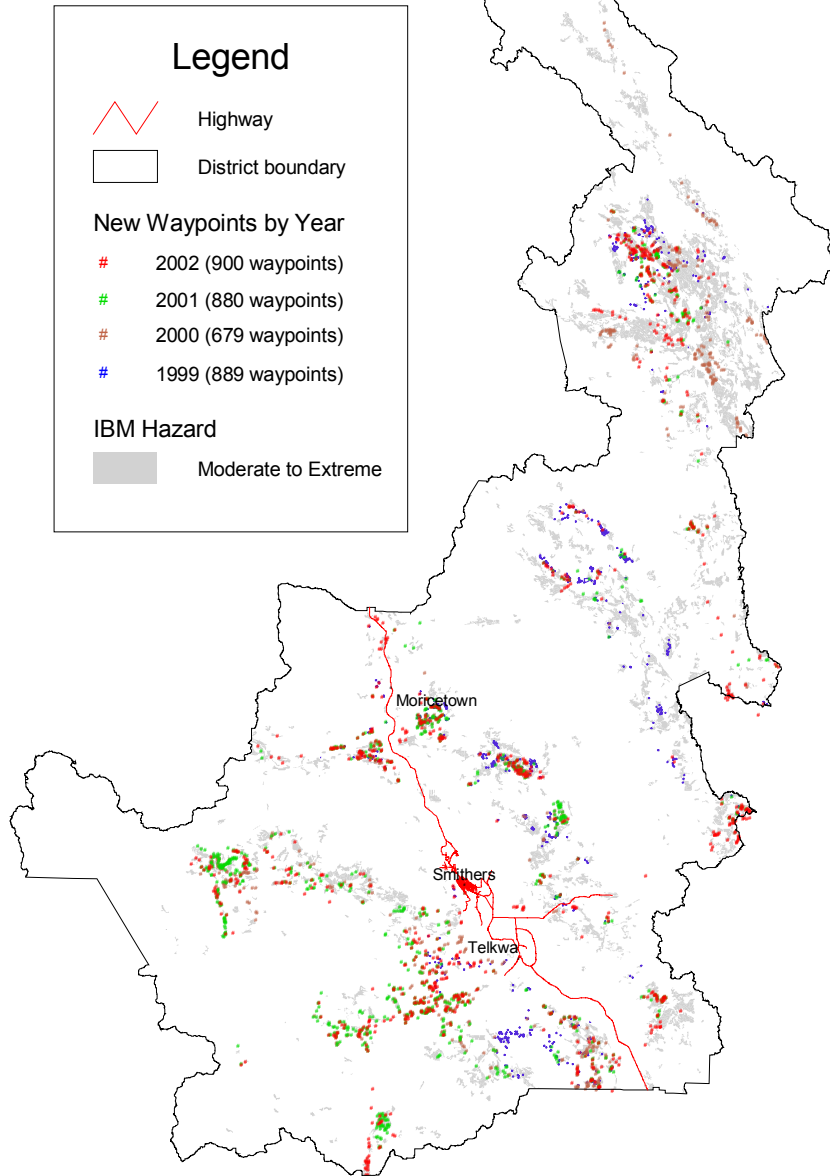 Legend
Highway
District boundary
New Waypoints by Year
# 2002 (900 waypoints)
# 2001 (880 waypoints)
# 2000 (679 waypoints)
# 1999 (889 waypoints)
IBM Hazard
Moderate to Extreme
Moricetown
Smithers
Telkwa